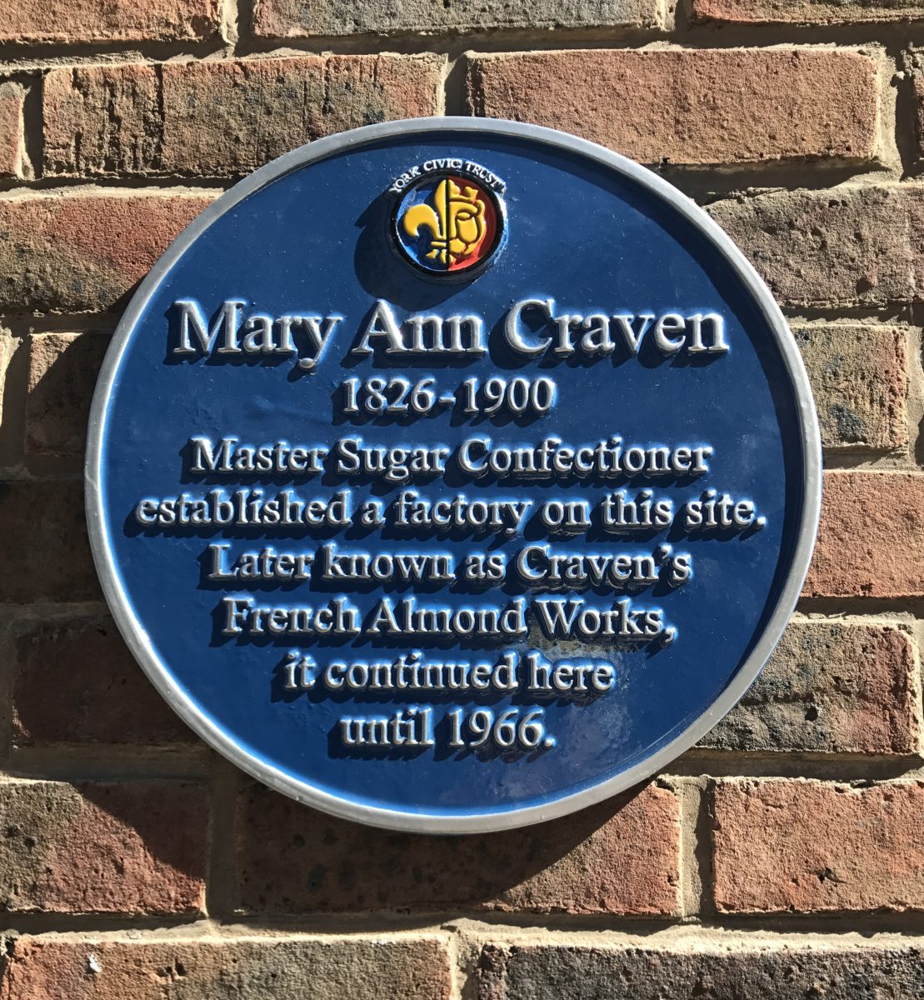 YORK CIVIC TRUST
Mary Ann Craven
1826-1900
Master Sugar Confectioner
established a factory on this site.
Later known as Craven's
French Almond Works,
it continued here
until 1966.